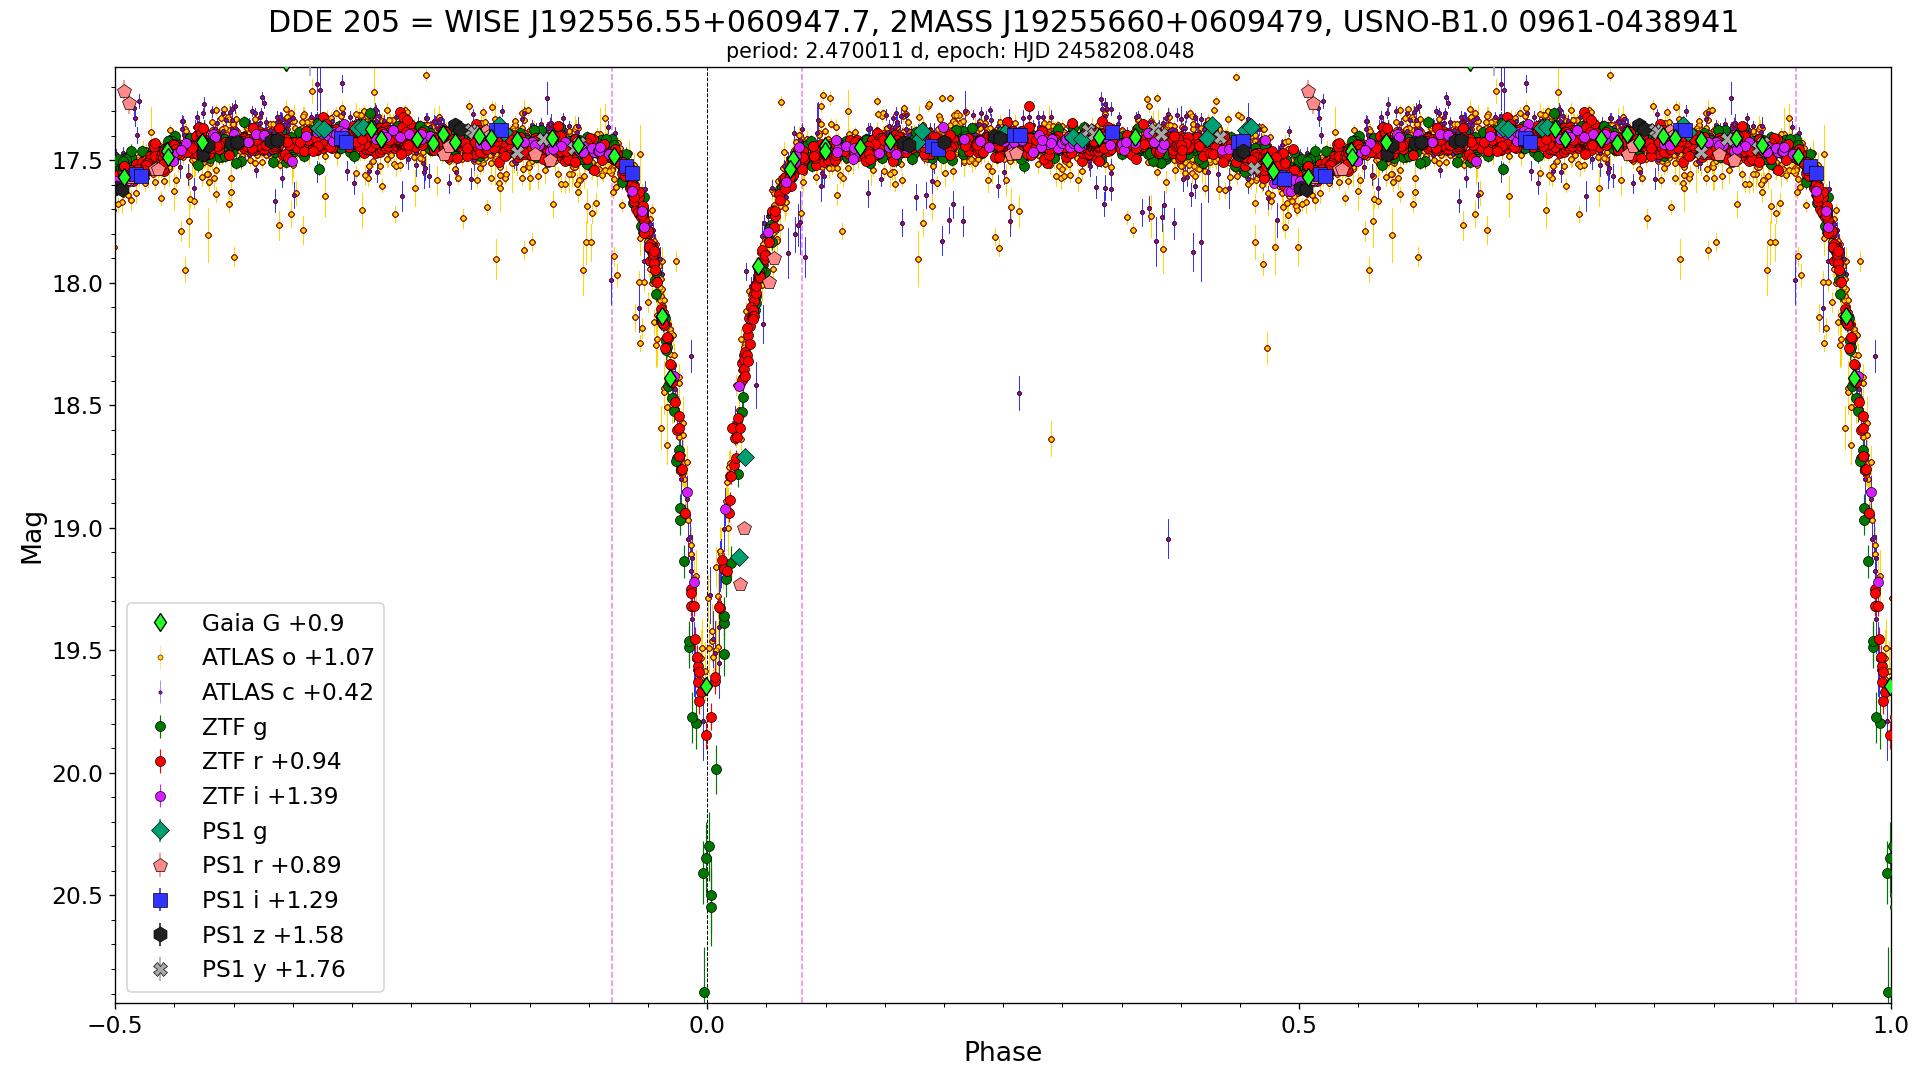 DDE 205 = WISE J192556.55+060947.7, 2MASS J19255660+0609479, USNO-B1.0 0961-0438941
period: 2.470011 d, epoch: HJD 2458208.048
Mag
17.5
18.0
18.5
19.0
19.5
20.0
20.5
Gaia G +0.9
ATLAS o +1.07
ATLAS c +0.42
ZTF g
ZTF r +0.94
ZTF i +1.39
PS1 g
PS1 r +0.89
PS1 i +1.29
PS1 z +1.58
PS1 y +1.76
−0.5 0.0 0.5 1.0
Phase